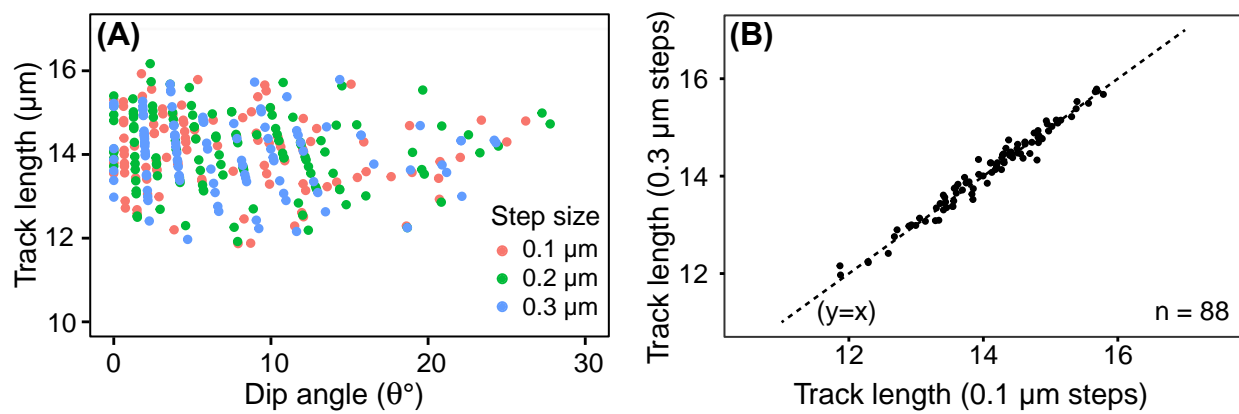 (A)
Track length (µm)
16
14
12
10
0
10
20
30
Dip angle (θ°)
Step size
0.1 µm
0.2 µm
0.3 µm
(B)
Track length (0.3 µm steps)
16
14
12
12
14
16
Track length (0.1 µm steps)
(y=x)
n = 88